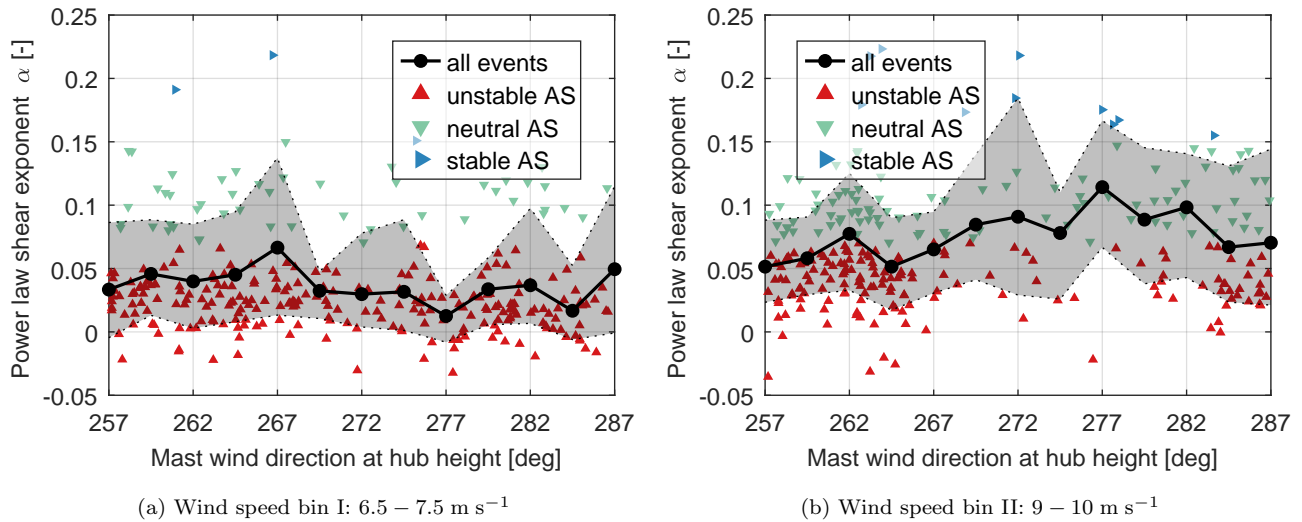 0.25
0.2
0.15
0.1
0.05
0
-0.05
257
262
267
272
277
282
287
Power law shear exponent α [-]
Mast wind direction at hub height [deg]
all events
unstable AS
neutral AS
stable AS
(a) Wind speed bin I: 6.5 – 7.5 m s⁻¹
0.25
0.2
0.15
0.1
0.05
0
-0.05
257
262
267
272
277
282
287
Power law shear exponent α [-]
Mast wind direction at hub height [deg]
all events
unstable AS
neutral AS
stable AS
(b) Wind speed bin II: 9 – 10 m s⁻¹